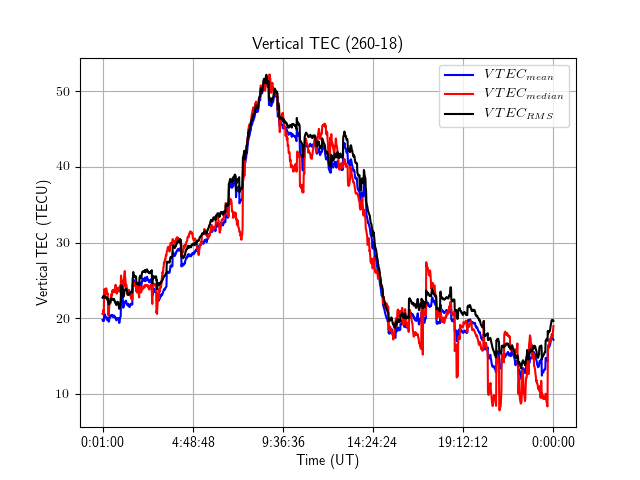 Vertical TEC (260-18)
VTEC_mean
VTEC_median
VTEC_RMS
Vertical TEC (TECU)
50
40
30
20
10
0:01:00 4:48:48 9:36:36 14:24:24 19:12:12 0:00:00
Time (UT)